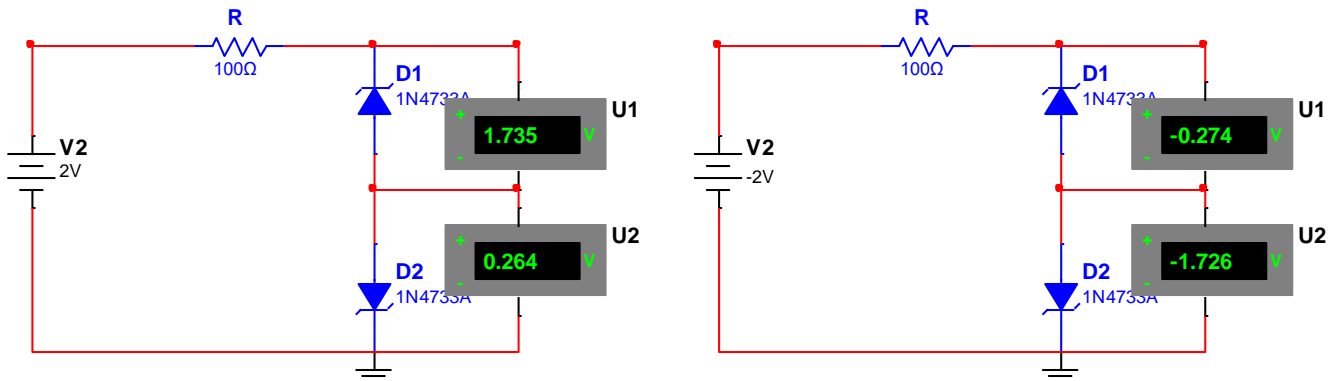 R
100Ω
D1
1N4733A
+
1.735 V
-
U1
V2
2V
+
0.264 V
-
U2
D2
1N4733A
R
100Ω
D1
1N4733A
+
-0.274 V
-
U1
V2
-2V
+
-1.726 V
-
U2
D2
1N4733A